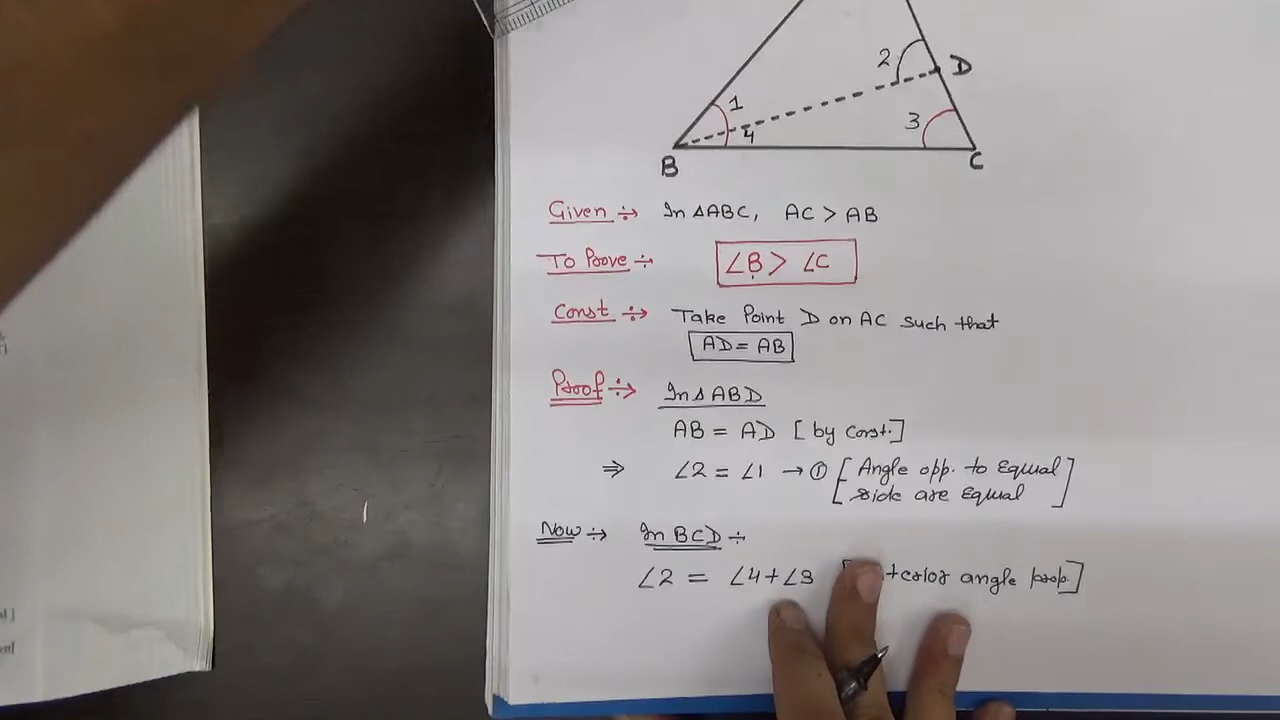 2 D
1
4 3
B C
Given ÷> In △ABC, AC > AB
To Prove ÷ ∠B > ∠C
Const ÷> Take Point D on AC such that
AD = AB
Proof ÷> In △ ABD
AB = AD [by const.]
⇒ ∠2 = ∠1 → ① [Angle opp. to Equal
side are Equal]
Now ÷> In BCD ÷
∠2 = ∠4+∠3 [ angle prop.]